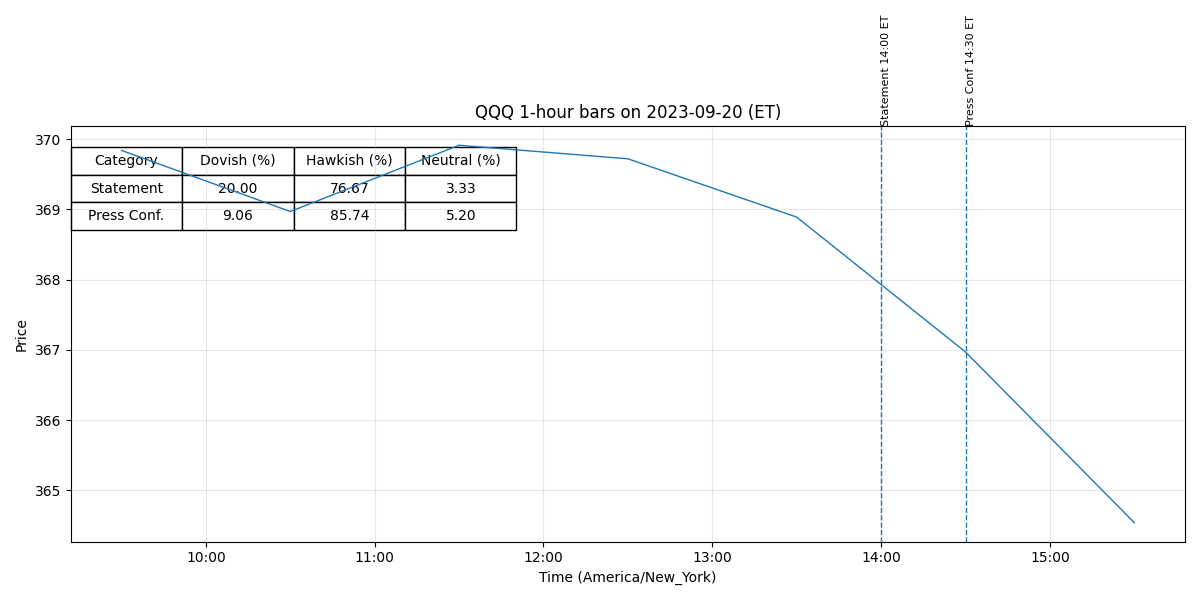 Statement 14:00 ET
Press Conf 14:30 ET
QQQ 1-hour bars on 2023-09-20 (ET)
Category Dovish (%) Hawkish (%) Neutral (%)
Statement 20.00 76.67 3.33
Press Conf. 9.06 85.74 5.20
Price
370
369
368
367
366
365
10:00 11:00 12:00 13:00 14:00 15:00
Time (America/New_York)